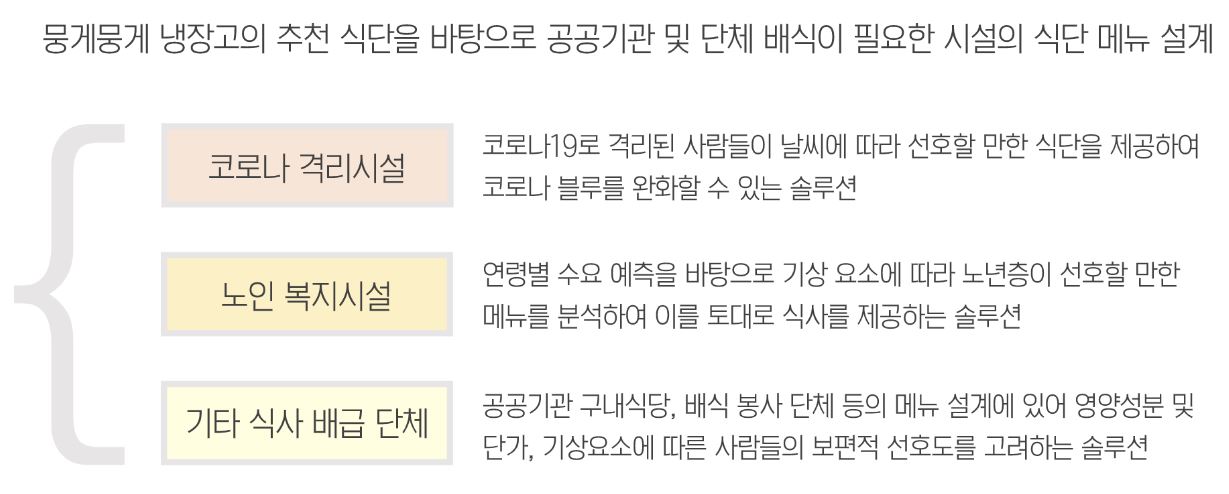 뭉게뭉게 냉장고의 추천 식단을 바탕으로 공공기관 및 단체 배식이 필요한 시설의 식단 메뉴 설계
코로나 격리시설
코로나19로 격리된 사람들이 날씨에 따라 선호할 만한 식단을 제공하여
코로나 블루를 완화할 수 있는 솔루션
노인 복지시설
연령별 수요 예측을 바탕으로 기상 요소에 따라 노년층이 선호할 만한
메뉴를 분석하여 이를 토대로 식사를 제공하는 솔루션
기타 식사 배급 단체
공공기관 구내식당, 배식 봉사 단체 등의 메뉴 설계에 있어 영양성분 및
단가, 기상요소에 따른 사람들의 보편적 선호도를 고려하는 솔루션